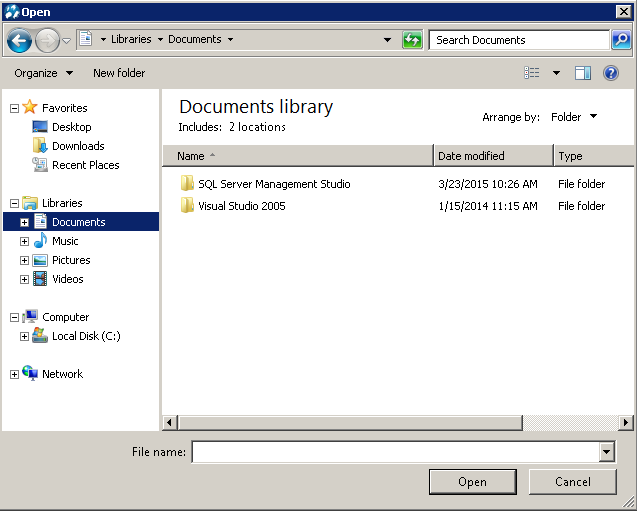 Open
Libraries Documents
Search Documents
Organize New folder
Favorites
Desktop
Downloads
Recent Places
Libraries
Documents
Music
Pictures
Videos
Computer
Local Disk (C:)
Network
Documents library
Includes: 2 locations
Arrange by: Folder
Name Date modified Type
SQL Server Management Studio 3/23/2015 10:26 AM File folder
Visual Studio 2005 1/15/2014 11:15 AM File folder
File name:
Open Cancel